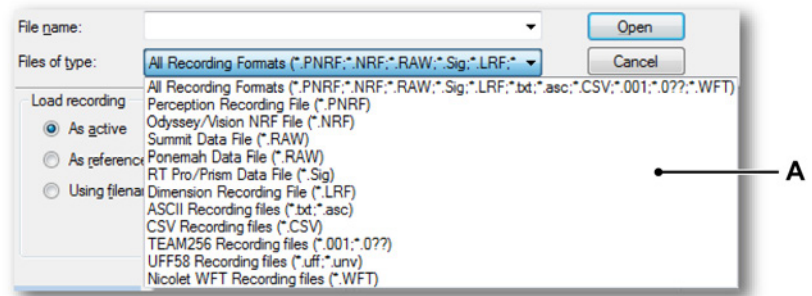 File name:
Open
Files of type:
All Recording Formats (*.PNRF;*.NRF;*.RAW;*.Sig;*.LRF;*
Cancel
All Recording Formats (*.PNRF;*.NRF;*.RAW;*.Sig;*.LRF;*.txt;*.asc;*.CSV;*.001;*.0??;*.WFT)
Load recording
Perception Recording File (*.PNRF)
Odyssey/Vision NRF File (*.NRF)
As active
Summit Data File (*.RAW)
As reference
Ponemah Data File (*.RAW)
RT Pro/Prism Data File (*.Sig)
A
Using filenam
Dimension Recording File (*.LRF)
ASCII Recording files (*.txt;*.asc)
CSV Recording files (*.CSV)
TEAM256 Recording files (*.001;*.0??)
UFF58 Recording files (*.uff;*.unv)
Nicolet WFT Recording files (*.WFT)